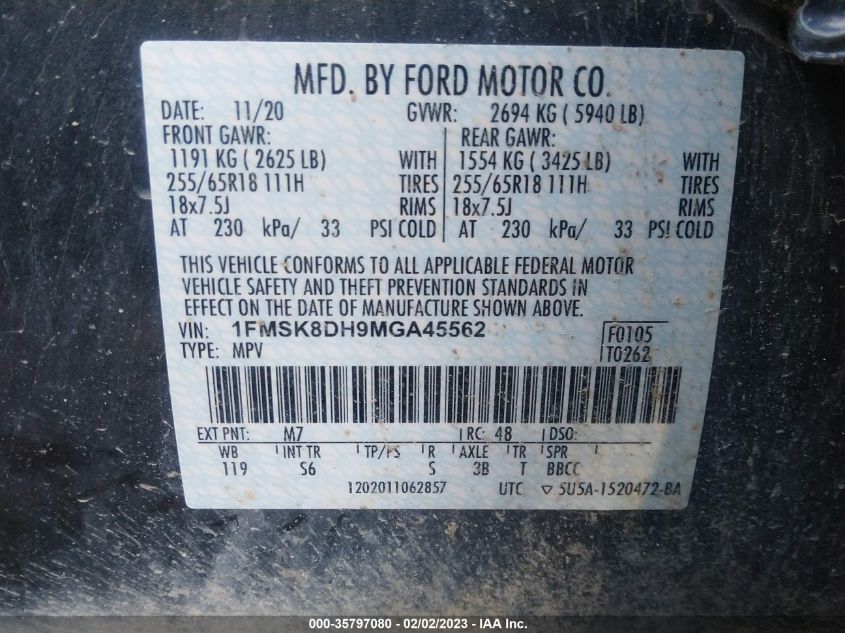 MFD. BY FORD MOTOR CO.
DATE: 11/20 GVWR: 2694 KG ( 5940 LB)
FRONT GAWR: REAR GAWR:
1191 KG ( 2625 LB) WITH 1554 KG ( 3425 LB) WITH
255/65R18 111H TIRES 255/65R18 111H TIRES
18x7.5J RIMS 18x7.5J RIMS
AT 230 kPa/ 33 PSI COLD AT 230 kPa/ 33 PSI COLD
THIS VEHICLE CONFORMS TO ALL APPLICABLE FEDERAL MOTOR
VEHICLE SAFETY AND THEFT PREVENTION STANDARDS IN
EFFECT ON THE DATE OF MANUFACTURE SHOWN ABOVE.
VIN: 1FMSK8DH9MGA45562 F0105
TYPE: MPV T0262
EXT PNT: M7 RC: 48 DSO:
WB INT TR TP/PS R AXLE TR SPR
119 S6 S 3B T BBCC
1202011062857 UTC ▽ 5U5A-1520472-BA
000-35797080 - 02/02/2023 - IAA Inc.